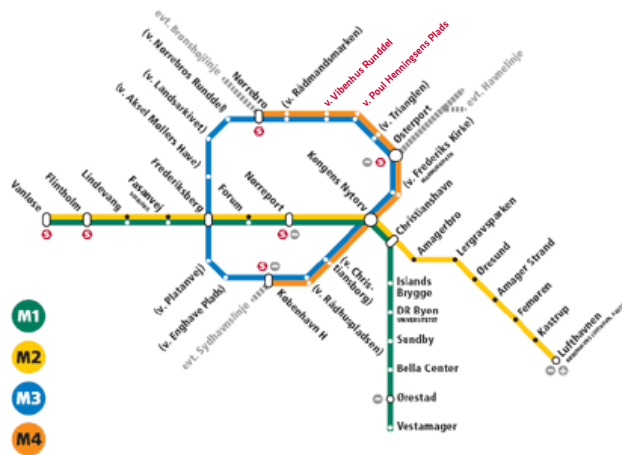 evt. Brønshøjlinje
(v. Nørrebros Runddel)
(v. Landsarkivet)
(v. Aksel Møllers Have)
Nørrebro
(v. Rådmandsmarken)
v. Vibenhus Runddel
v. Poul Henningsens Plads
(v. Trianglen)
Østerport
evt. Havnelinje
(v. Frederiks Kirke)
Vanløse
Flintholm
Lindevang
Fasanvej
Frederiksberg
Forum
Nørreport
Kongens Nytorv
Christianshavn
Amagerbro
Lergravsparken
Øresund
Amager Strand
Femøren
Kastrup
Lufthavnen
(v. Platanvej)
(v. Enghave Plads)
evt. Sydhavnslinje
København H
(v. Rådhuspladsen)
(v. Chris-
tiansborg)
Islands
Brygge
DR Byen
UNIVERSITETET
Sundby
Bella Center
Ørestad
Vestamager
S
S
S
S
S
S
M1
M2
M3
M4